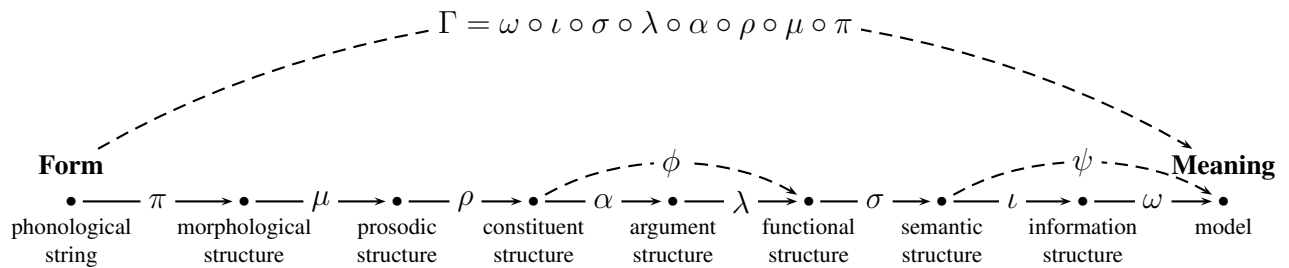 Γ = ω ∘ ι ∘ σ ∘ λ ∘ α ∘ ρ ∘ μ ∘ π
Form ϕ ψ Meaning
π μ ρ α λ σ ι ω
phonological string
morphological structure
prosodic structure
constituent structure
argument structure
functional structure
semantic structure
information structure
model